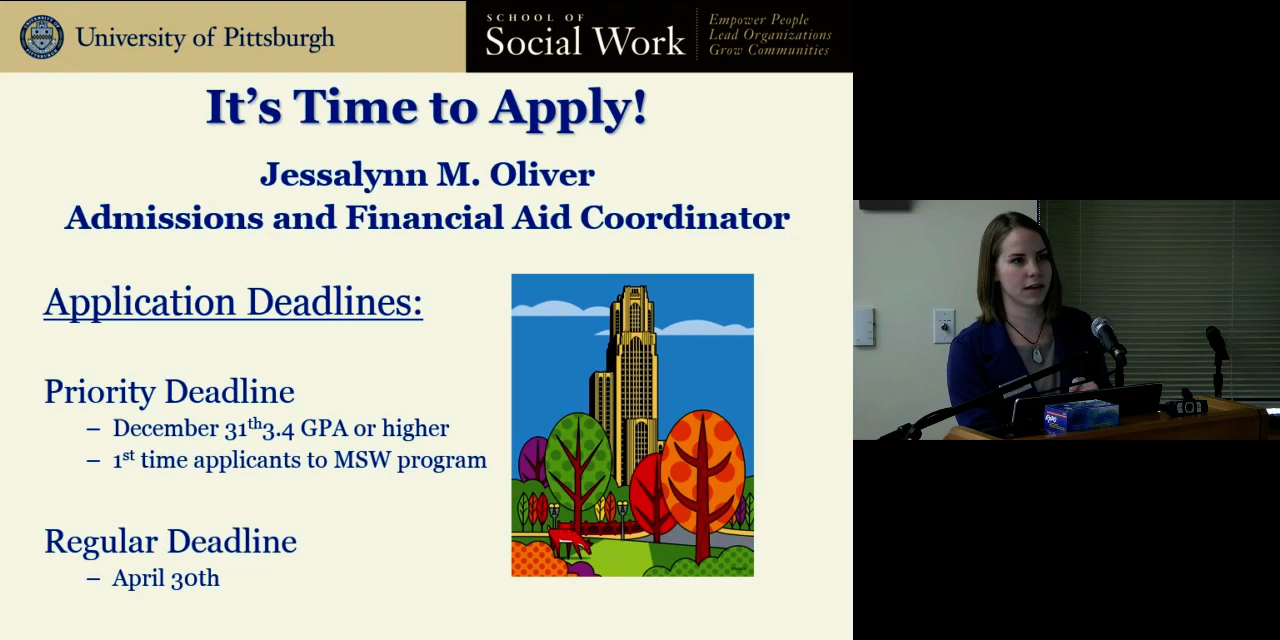 University of Pittsburgh
SCHOOL OF
Social Work
Empower People
Lead Organizations
Grow Communities
It's Time to Apply!
Jessalynn M. Oliver
Admissions and Financial Aid Coordinator
Application Deadlines:
Priority Deadline
– December 31th3.4 GPA or higher
– 1st time applicants to MSW program
Regular Deadline
– April 30th